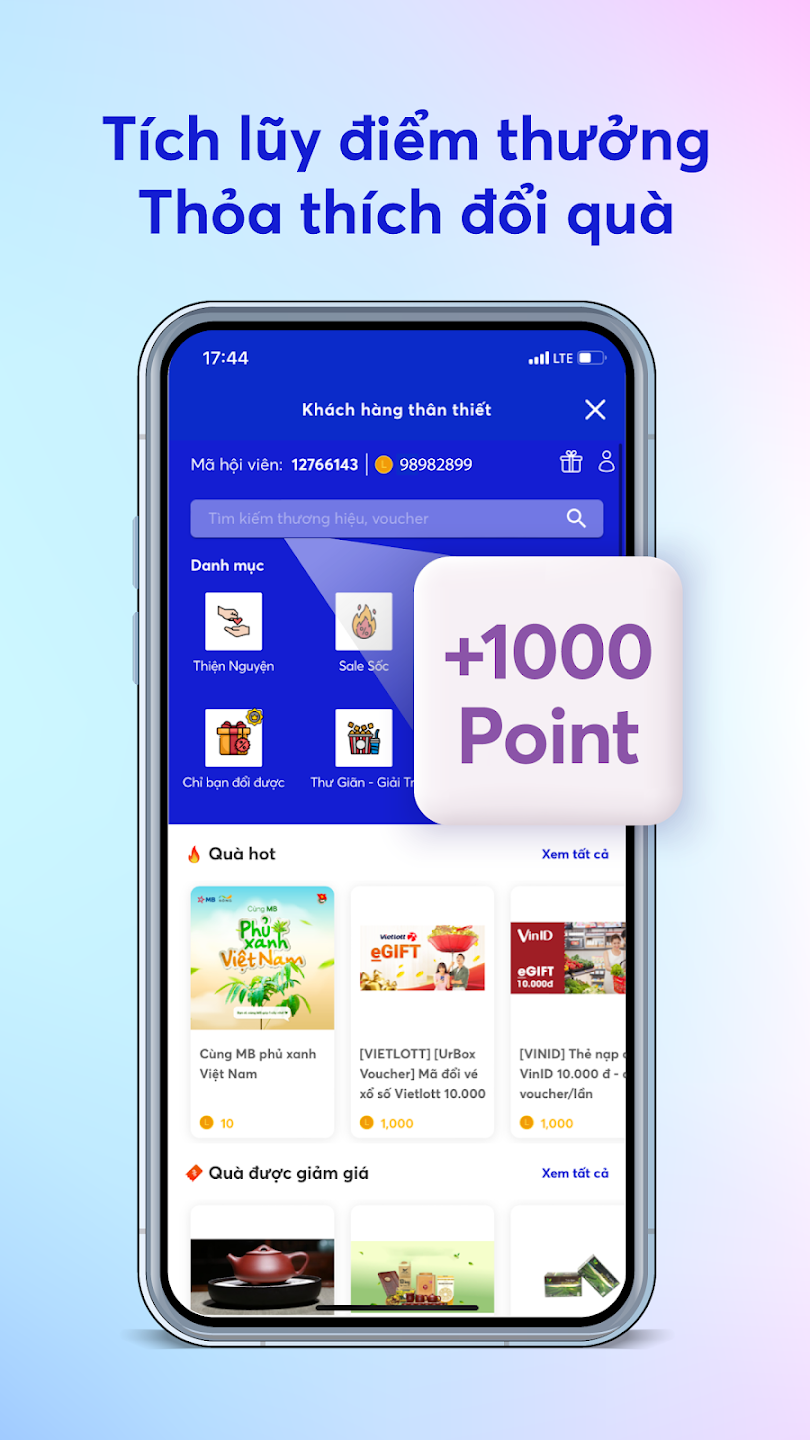 Tích lũy điểm thưởng
Thỏa thích đổi quà
17:44
LTE
Khách hàng thân thiết
Mã hội viên: 12766143 | 98982899
Tìm kiếm thương hiệu, voucher
Danh mục
Thiện Nguyện
Sale Sốc
+1000
Point
Chỉ bạn đổi được
Thư Giãn - Giải Tr
Quà hot
Xem tất cả
MB
Cùng MB
Phủ
xanh
Việt Nam
Vietlott
eGIFT
VinID
eGIFT
10.000đ
Cùng MB phủ xanh
Việt Nam
[VIETLOTT] [UrBox
Voucher] Mã đổi vé
xổ số Vietlott 10.000
[VINID] Thẻ nạp
VinID 10.000 đ -
voucher/lần
10
1,000
1,000
Quà được giảm giá
Xem tất cả